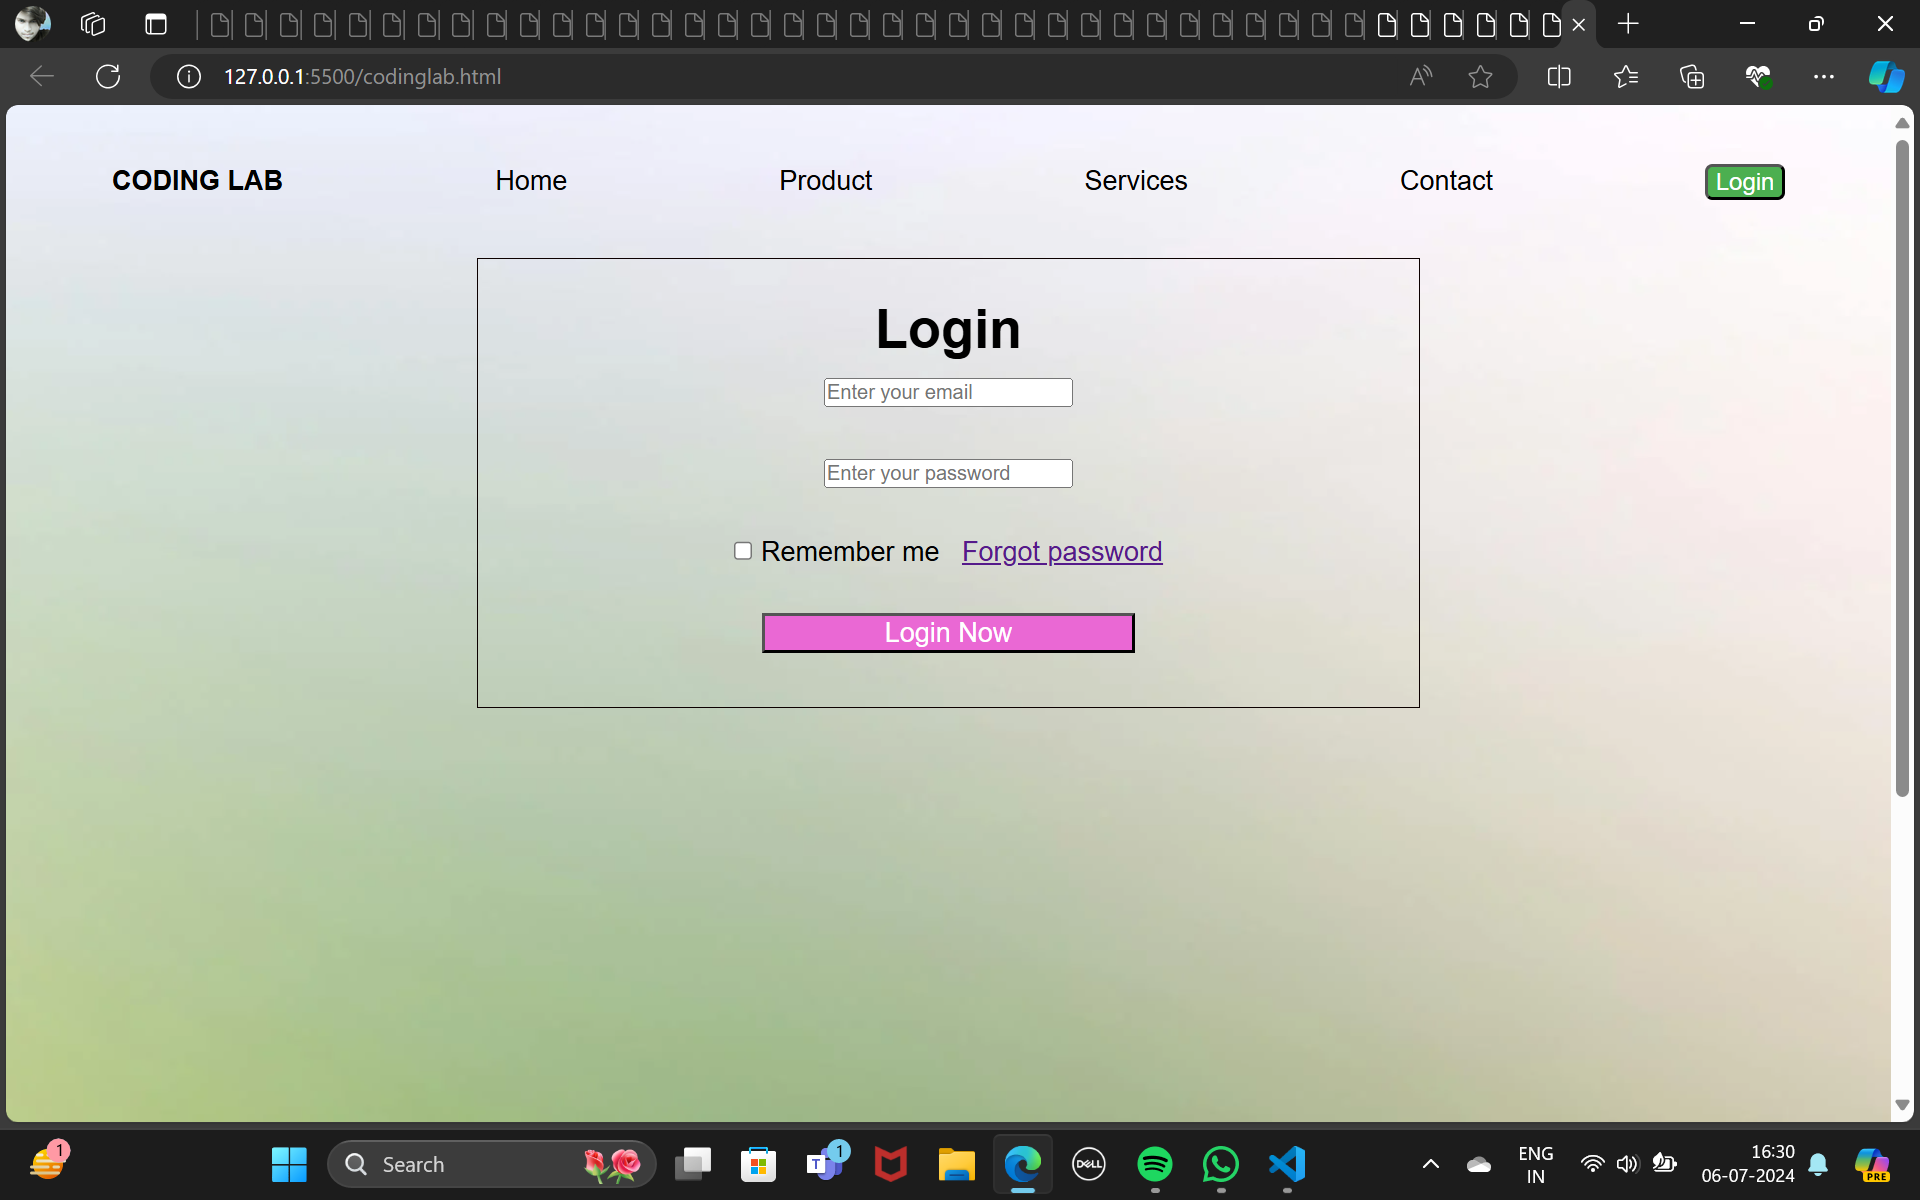 127.0.0.1:5500/codinglab.html
CODING LAB Home Product Services Contact Login
Login
Enter your email
Enter your password
Remember me Forgot password
Login Now
1
Search
T 1
DELL
ENG
IN
16:30
06-07-2024
PRE